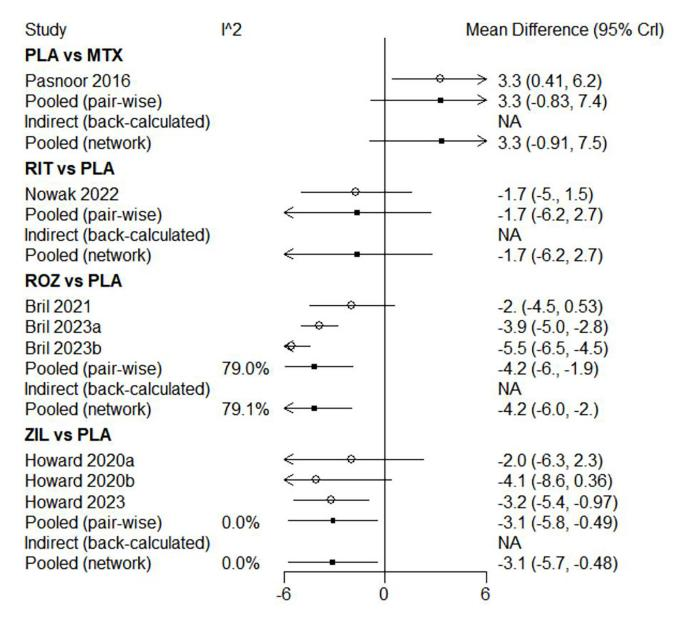 Study I^2 Mean Difference (95% CrI)
PLA vs MTX
Pasnoor 2016 3.3 (0.41, 6.2)
Pooled (pair-wise) 3.3 (-0.83, 7.4)
Indirect (back-calculated) NA
Pooled (network) 3.3 (-0.91, 7.5)
RIT vs PLA
Nowak 2022 -1.7 (-5., 1.5)
Pooled (pair-wise) -1.7 (-6.2, 2.7)
Indirect (back-calculated) NA
Pooled (network) -1.7 (-6.2, 2.7)
ROZ vs PLA
Bril 2021 -2. (-4.5, 0.53)
Bril 2023a -3.9 (-5.0, -2.8)
Bril 2023b -5.5 (-6.5, -4.5)
Pooled (pair-wise) 79.0% -4.2 (-6., -1.9)
Indirect (back-calculated) NA
Pooled (network) 79.1% -4.2 (-6.0, -2.)
ZIL vs PLA
Howard 2020a -2.0 (-6.3, 2.3)
Howard 2020b -4.1 (-8.6, 0.36)
Howard 2023 -3.2 (-5.4, -0.97)
Pooled (pair-wise) 0.0% -3.1 (-5.8, -0.49)
Indirect (back-calculated) NA
Pooled (network) 0.0% -3.1 (-5.7, -0.48)
-6 0 6